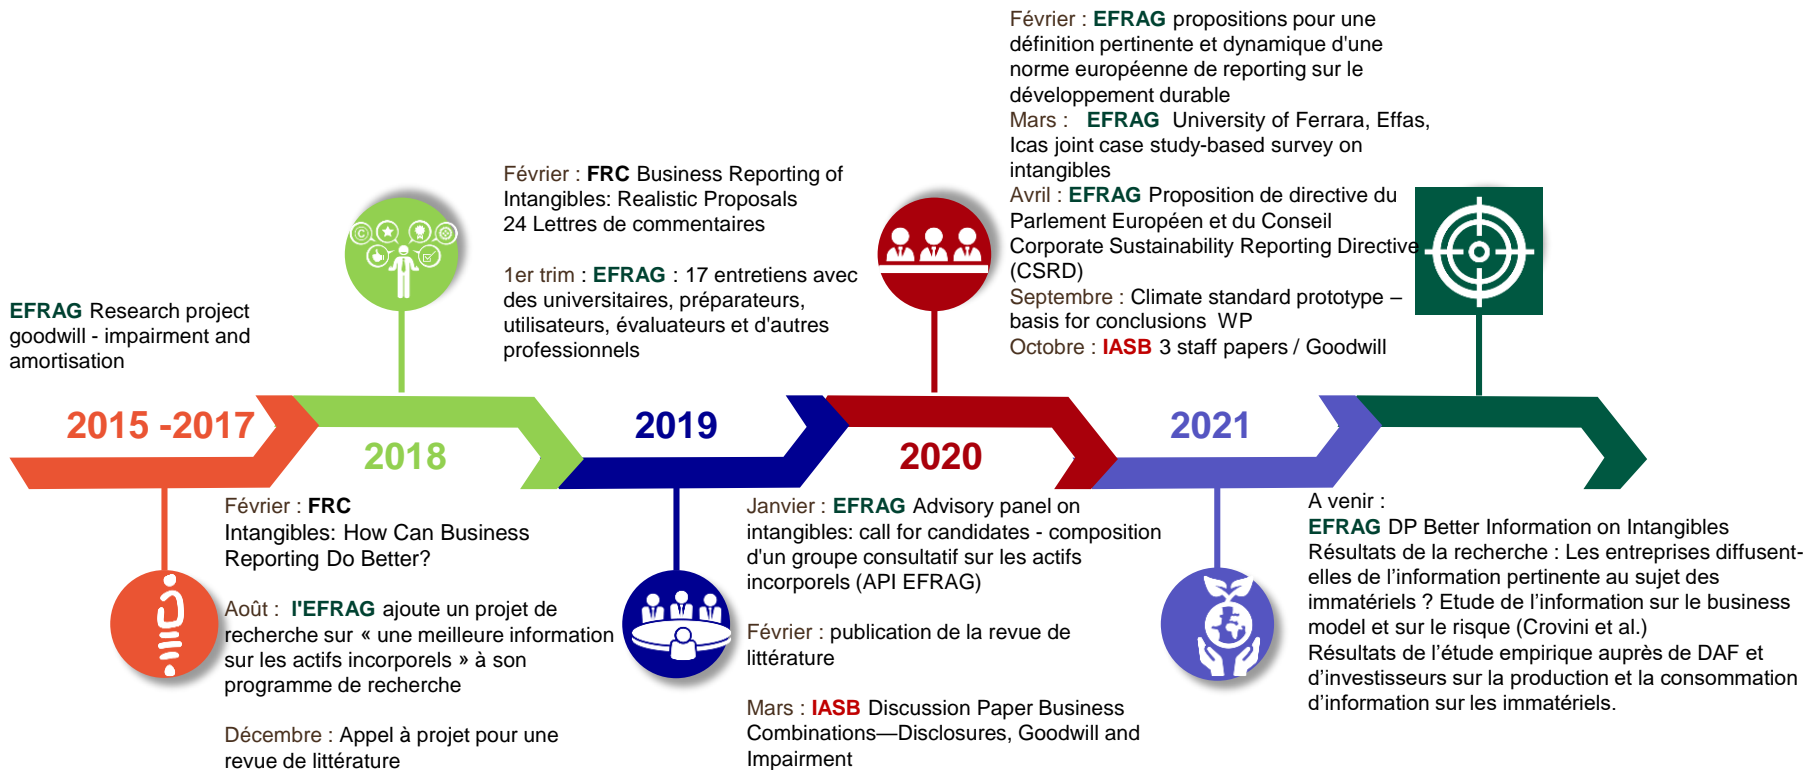 EFRAG Research project
goodwill - impairment and
amortisation
2015 -2017
2018
Février : FRC
Intangibles: How Can Business
Reporting Do Better?
Août : l'EFRAG ajoute un projet de
recherche sur « une meilleure information
sur les actifs incorporels » à son
programme de recherche
Décembre : Appel à projet pour une
revue de littérature
Février : FRC Business Reporting of
Intangibles: Realistic Proposals
24 Lettres de commentaires
1er trim : EFRAG : 17 entretiens avec
des universitaires, préparateurs,
utilisateurs, évaluateurs et d'autres
professionnels
2019
2020
Janvier : EFRAG Advisory panel on
intangibles: call for candidates - composition
d'un groupe consultatif sur les actifs
incorporels (API EFRAG)
Février : publication de la revue de
littérature
Mars : IASB Discussion Paper Business
Combinations—Disclosures, Goodwill and
Impairment
Février : EFRAG propositions pour une
définition pertinente et dynamique d'une
norme européenne de reporting sur le
développement durable
Mars : EFRAG University of Ferrara, Effas,
Icas joint case study-based survey on
intangibles
Avril : EFRAG Proposition de directive du
Parlement Européen et du Conseil
Corporate Sustainability Reporting Directive
(CSRD)
Septembre : Climate standard prototype –
basis for conclusions WP
Octobre : IASB 3 staff papers / Goodwill
2021
A venir :
EFRAG DP Better Information on Intangibles
Résultats de la recherche : Les entreprises diffusent-
elles de l'information pertinente au sujet des
immatériels ? Etude de l'information sur le business
model et sur le risque (Crovini et al.)
Résultats de l'étude empirique auprès de DAF et
d'investisseurs sur la production et la consommation
d'information sur les immatériels.